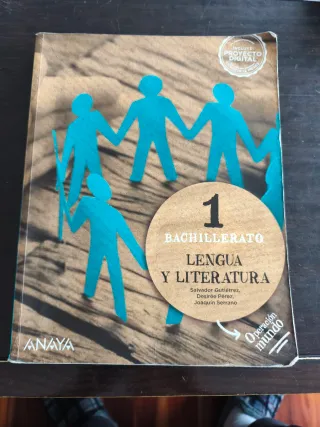 INCLUYE
PROYECTO
DIGITAL
1
BACHILLERATO
LENGUA
Y LITERATURA
Salvador Gutiérrez,
Desirée Pérez,
Joaquín Serrano
Operación
mundo
ANAYA